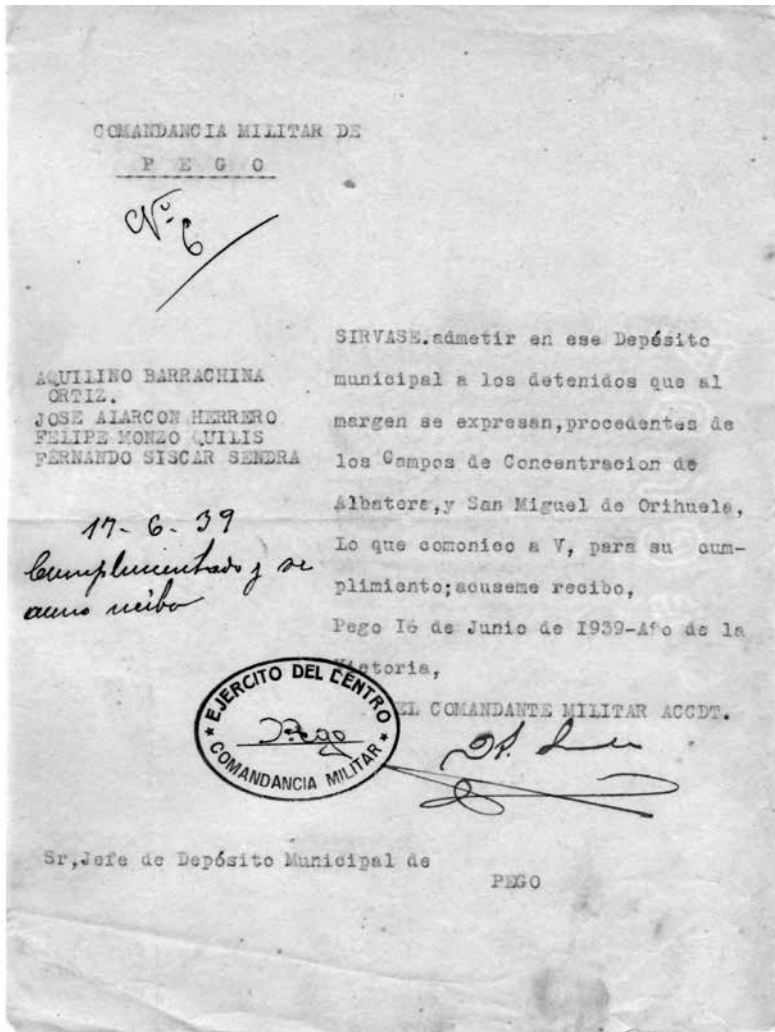 COMANDANCIA MILITAR DE
P E G O
Nº 6
AQUILINO BARRACHINA
ORTIZ.
JOSE ALARCON HERRERO
FELIPE MONZO QUILIS
FERNANDO SISCAR SENDRA
17-6-39
Cumplimentado y se
acuso recibo
SIRVASE.admetir en ese Depósito
municipal a los detenidos que al
margen se expresan,procedentes de
los Campos de Concentracion de
Albatera,y San Miguel de Orihuela,
Lo que comonico a V, para su cum-
plimiento;acuseme recibo,
Pego I6 de Junio de I939-Año de la
Victoria,
EL COMANDANTE MILITAR ACCDT.
* EJERCITO DEL CENTRO *
Pego
COMANDANCIA MILITAR
Sr,Jefe de Depósito Municipal de
PEGO